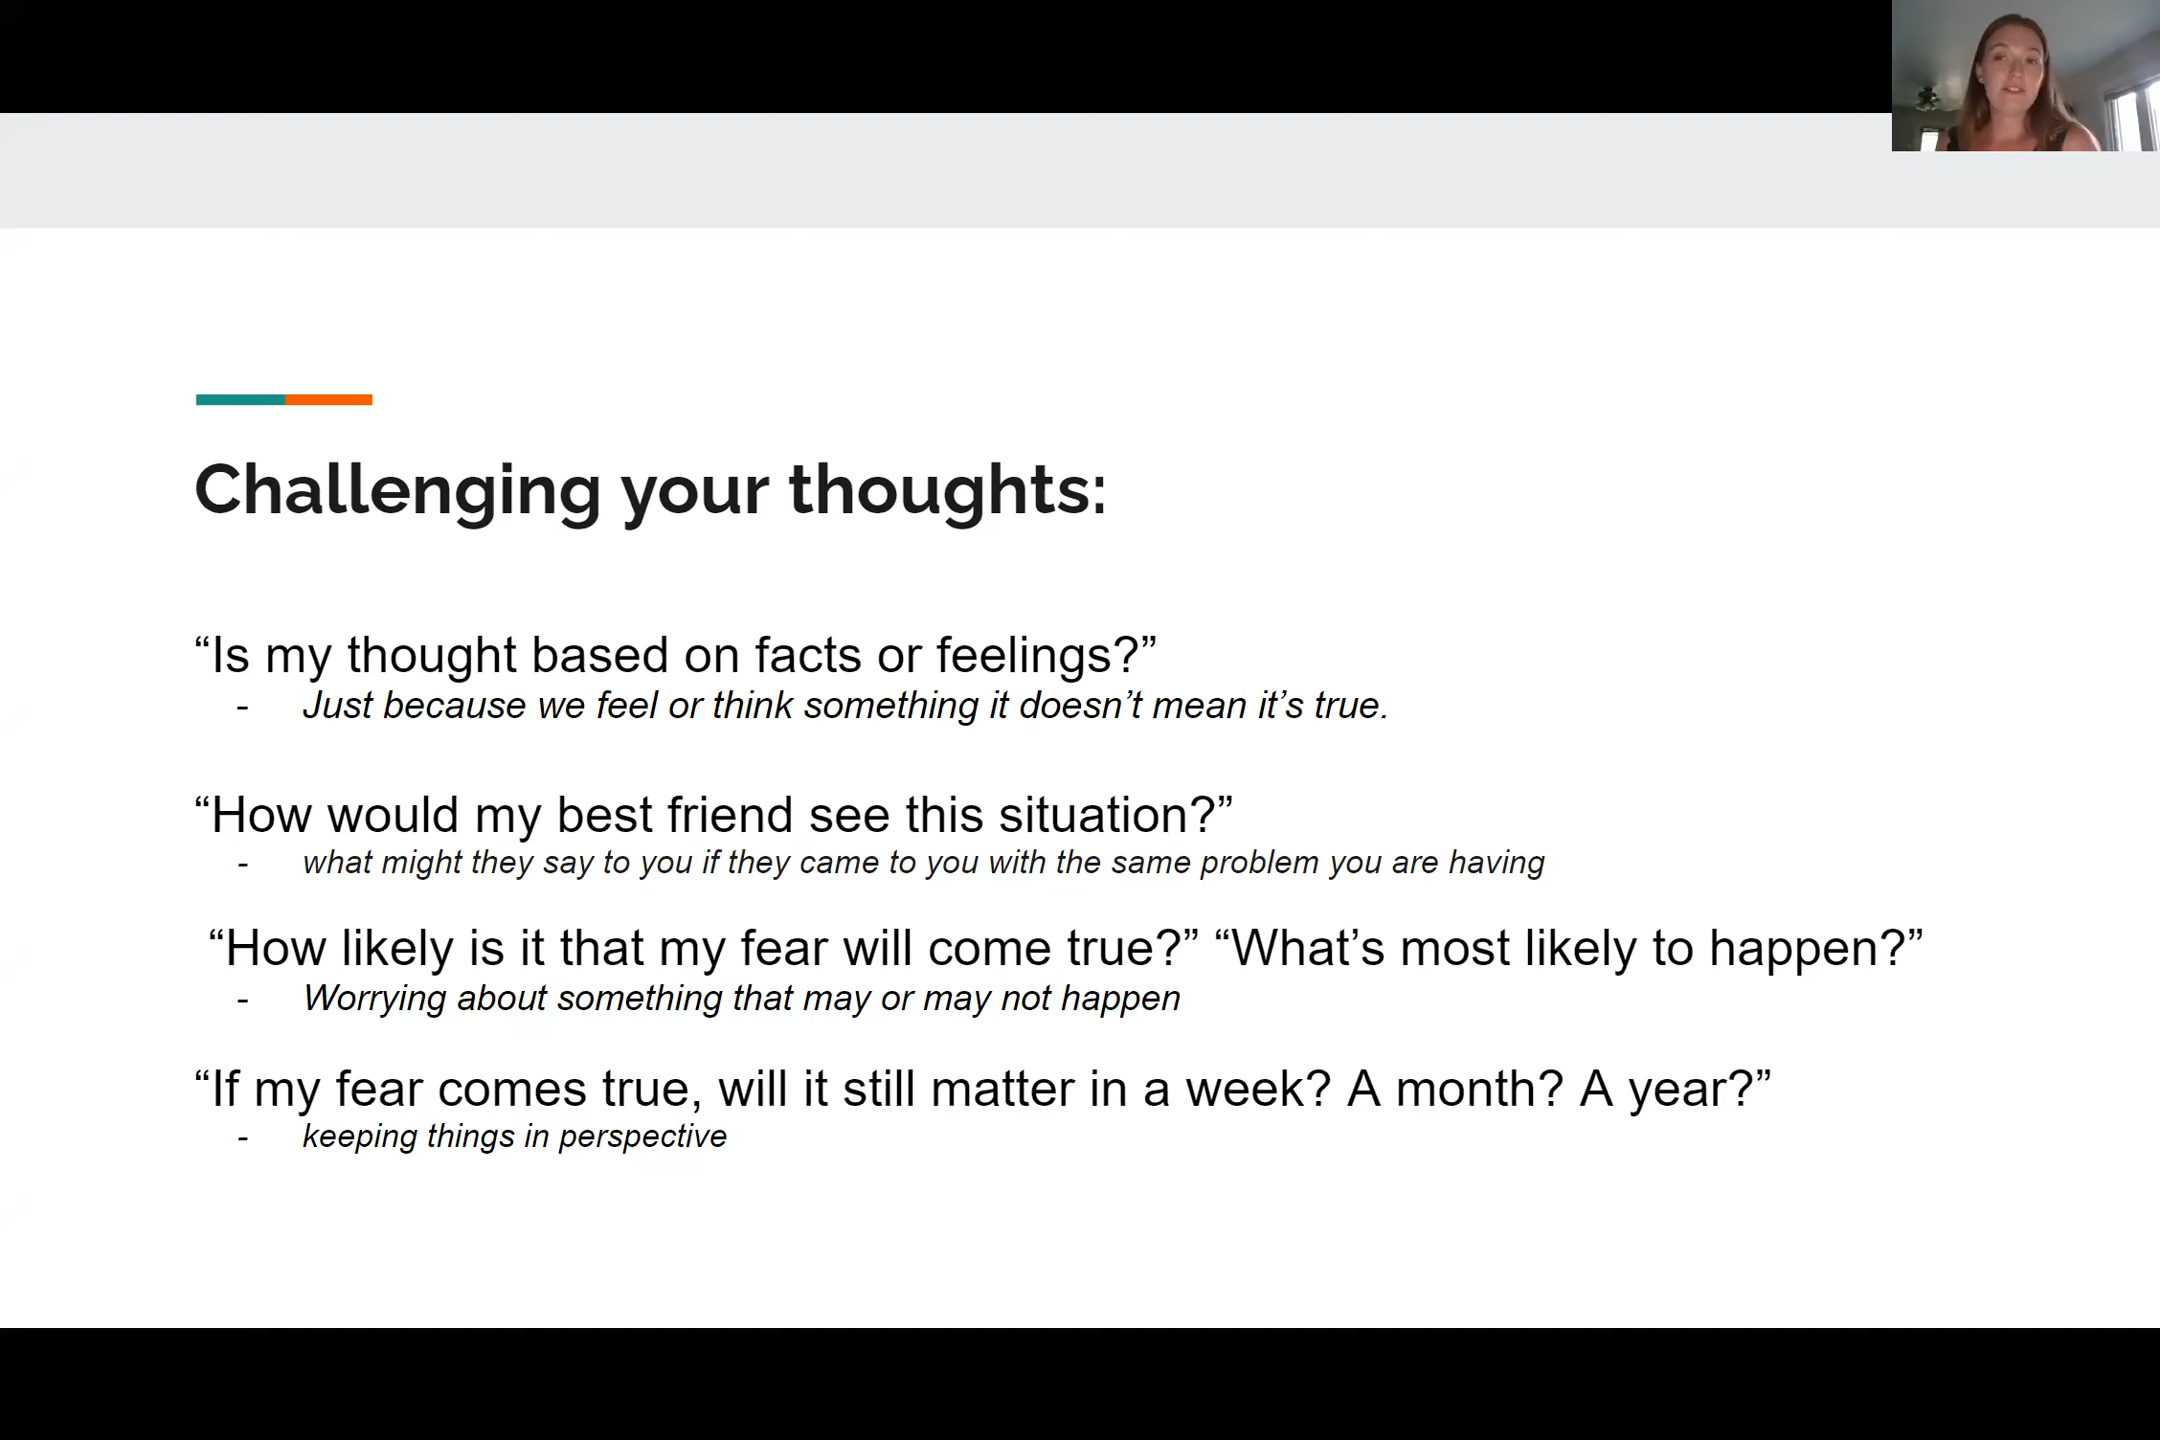 Challenging your thoughts:
“Is my thought based on facts or feelings?”
- Just because we feel or think something it doesn’t mean it’s true.
“How would my best friend see this situation?”
- what might they say to you if they came to you with the same problem you are having
“How likely is it that my fear will come true?” “What’s most likely to happen?”
- Worrying about something that may or may not happen
“If my fear comes true, will it still matter in a week? A month? A year?”
- keeping things in perspective